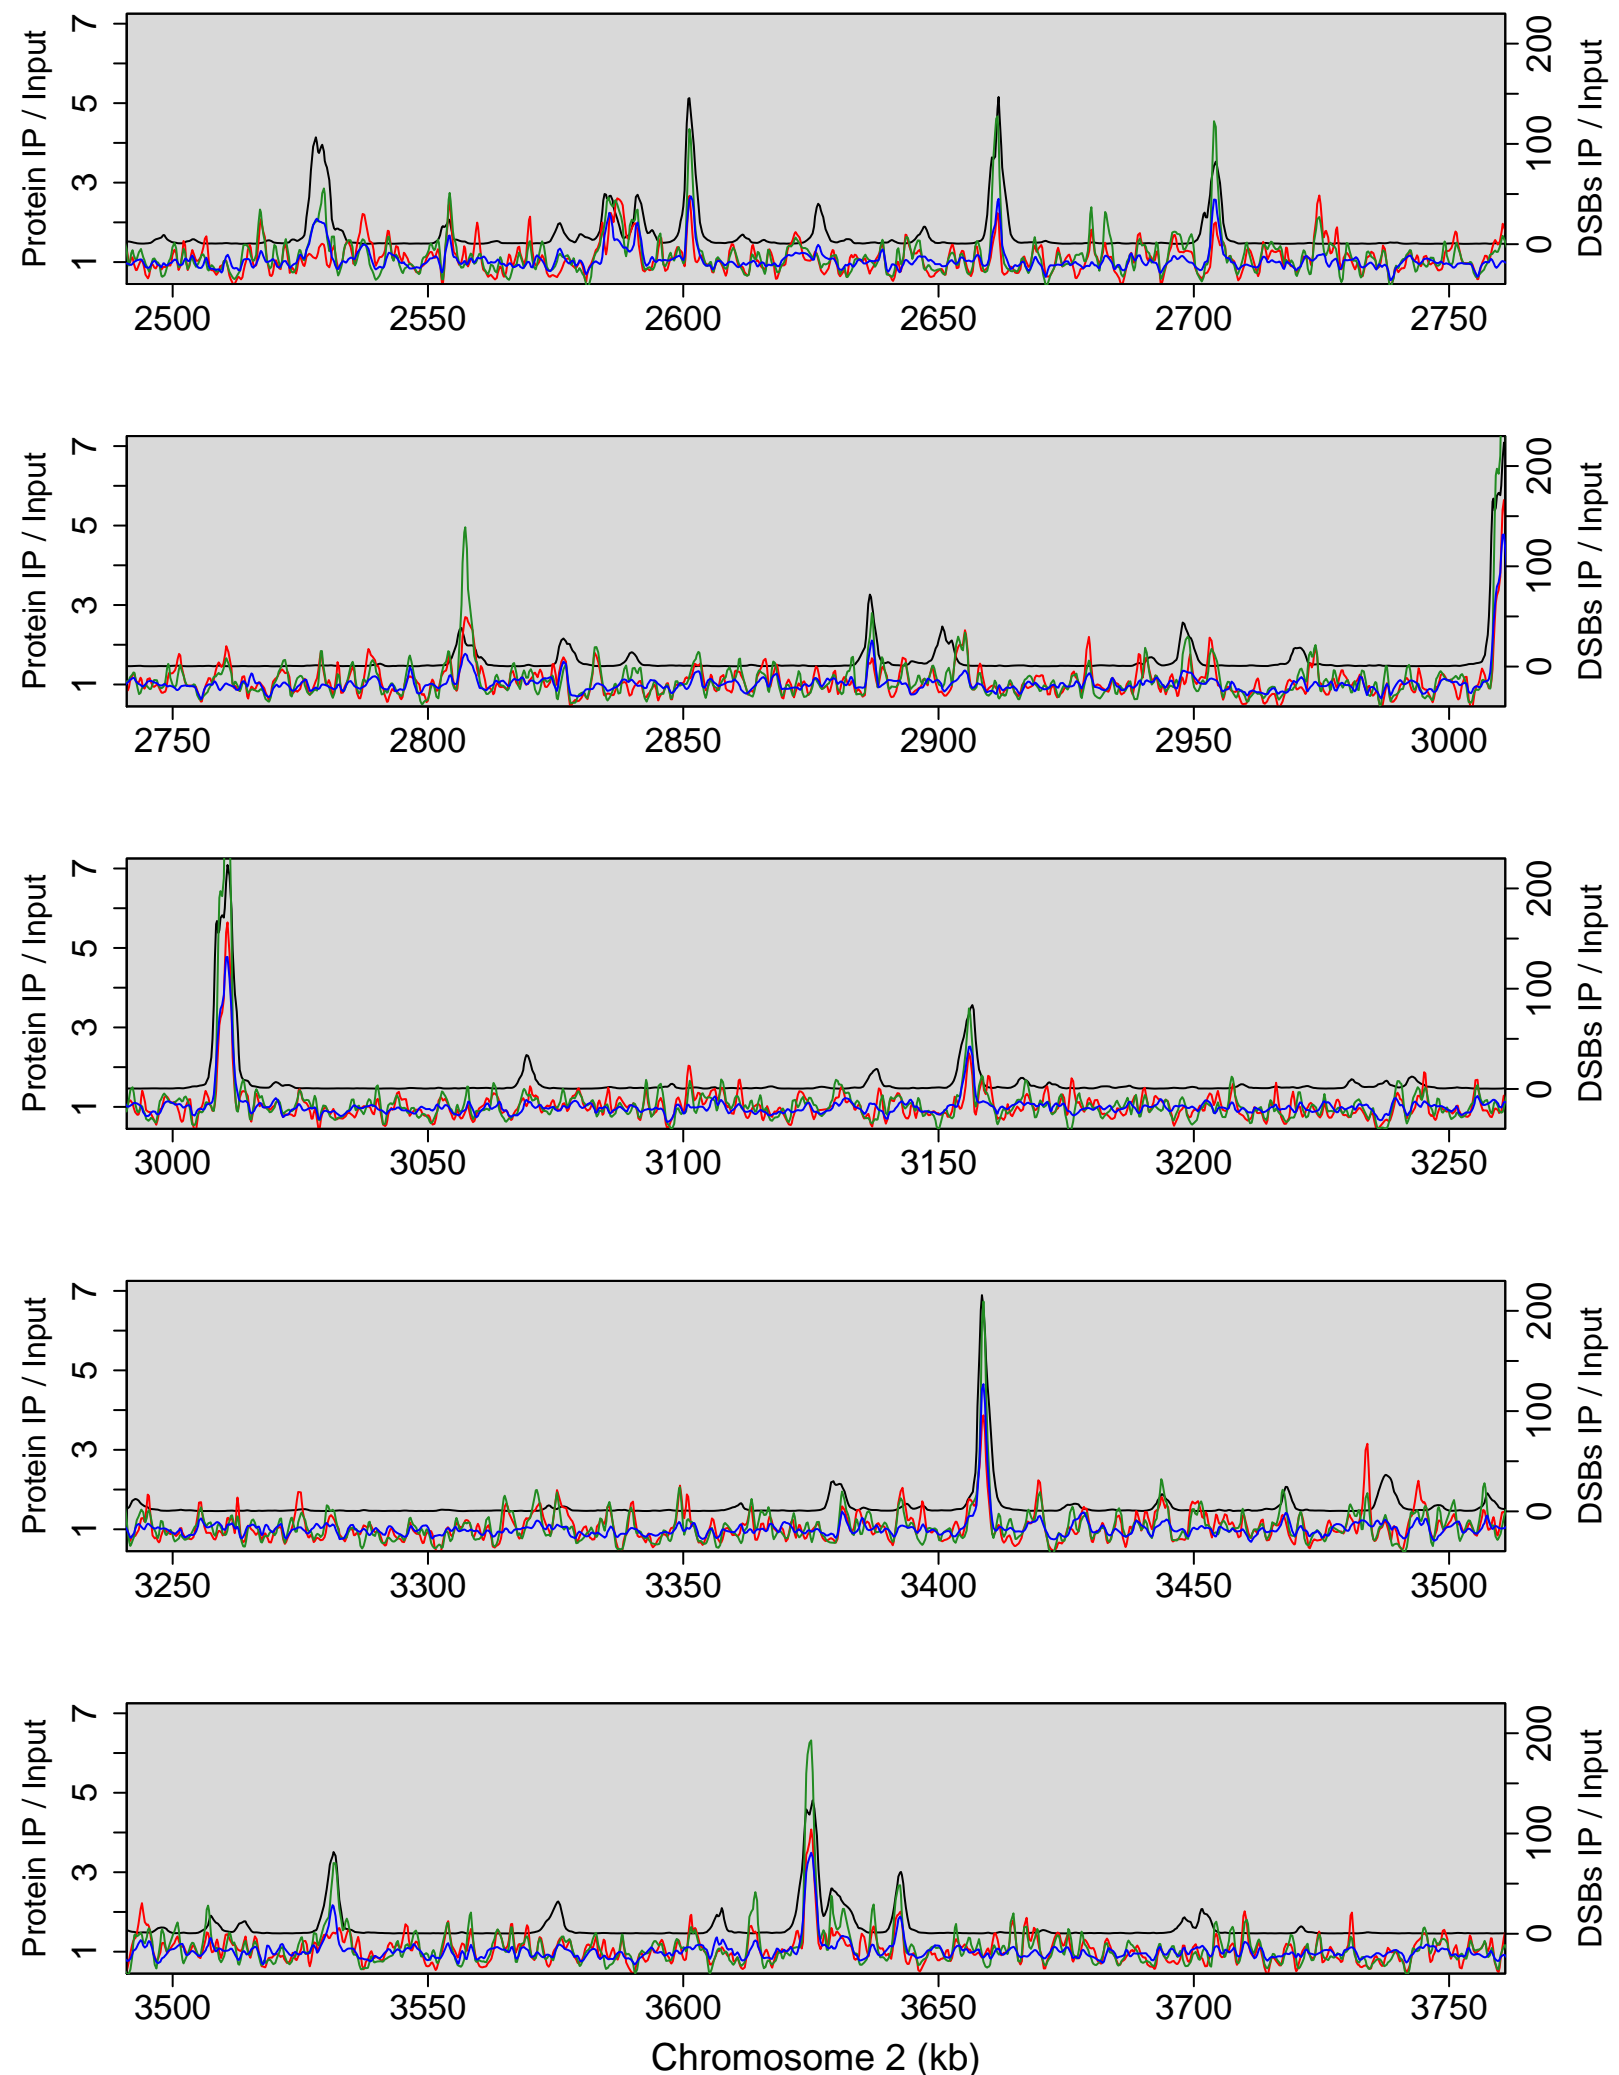 Protein IP / Input
7
5
3
1
200
100
0
DSBs IP / Input
2500 2550 2600 2650 2700 2750
Protein IP / Input
7
5
3
1
200
100
0
DSBs IP / Input
2750 2800 2850 2900 2950 3000
Protein IP / Input
7
5
3
1
200
100
0
DSBs IP / Input
3000 3050 3100 3150 3200 3250
Protein IP / Input
7
5
3
1
200
100
0
DSBs IP / Input
3250 3300 3350 3400 3450 3500
Protein IP / Input
7
5
3
1
200
100
0
DSBs IP / Input
3500 3550 3600 3650 3700 3750
Chromosome 2 (kb)